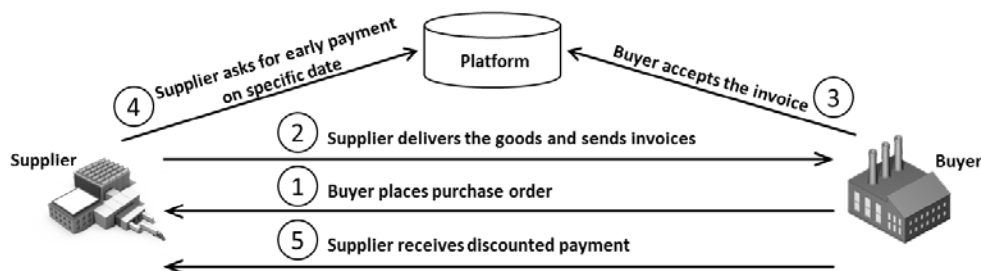 Platform
4 Supplier asks for early payment
on specific date
Buyer accepts the invoice 3
2 Supplier delivers the goods and sends invoices
Supplier
Buyer
1 Buyer places purchase order
5 Supplier receives discounted payment